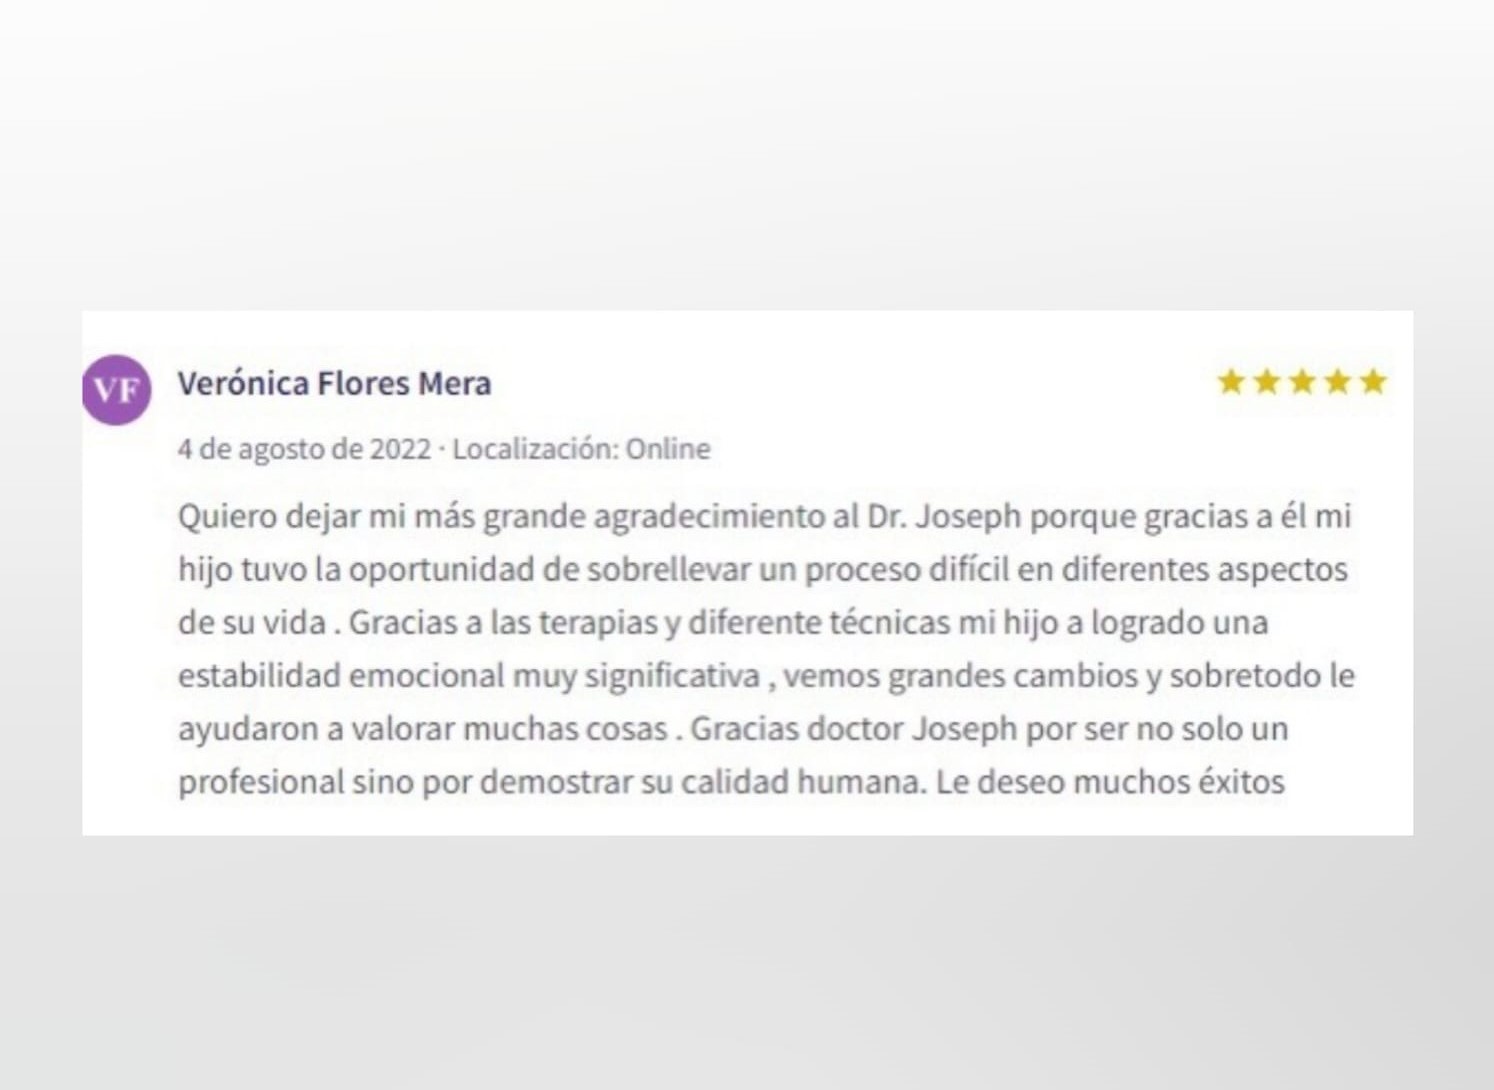 VF
Verónica Flores Mera
4 de agosto de 2022 · Localización: Online
Quiero dejar mi más grande agradecimiento al Dr. Joseph porque gracias a él mi
hijo tuvo la oportunidad de sobrellevar un proceso difícil en diferentes aspectos
de su vida . Gracias a las terapias y diferente técnicas mi hijo a logrado una
estabilidad emocional muy significativa , vemos grandes cambios y sobretodo le
ayudaron a valorar muchas cosas . Gracias doctor Joseph por ser no solo un
profesional sino por demostrar su calidad humana. Le deseo muchos éxitos